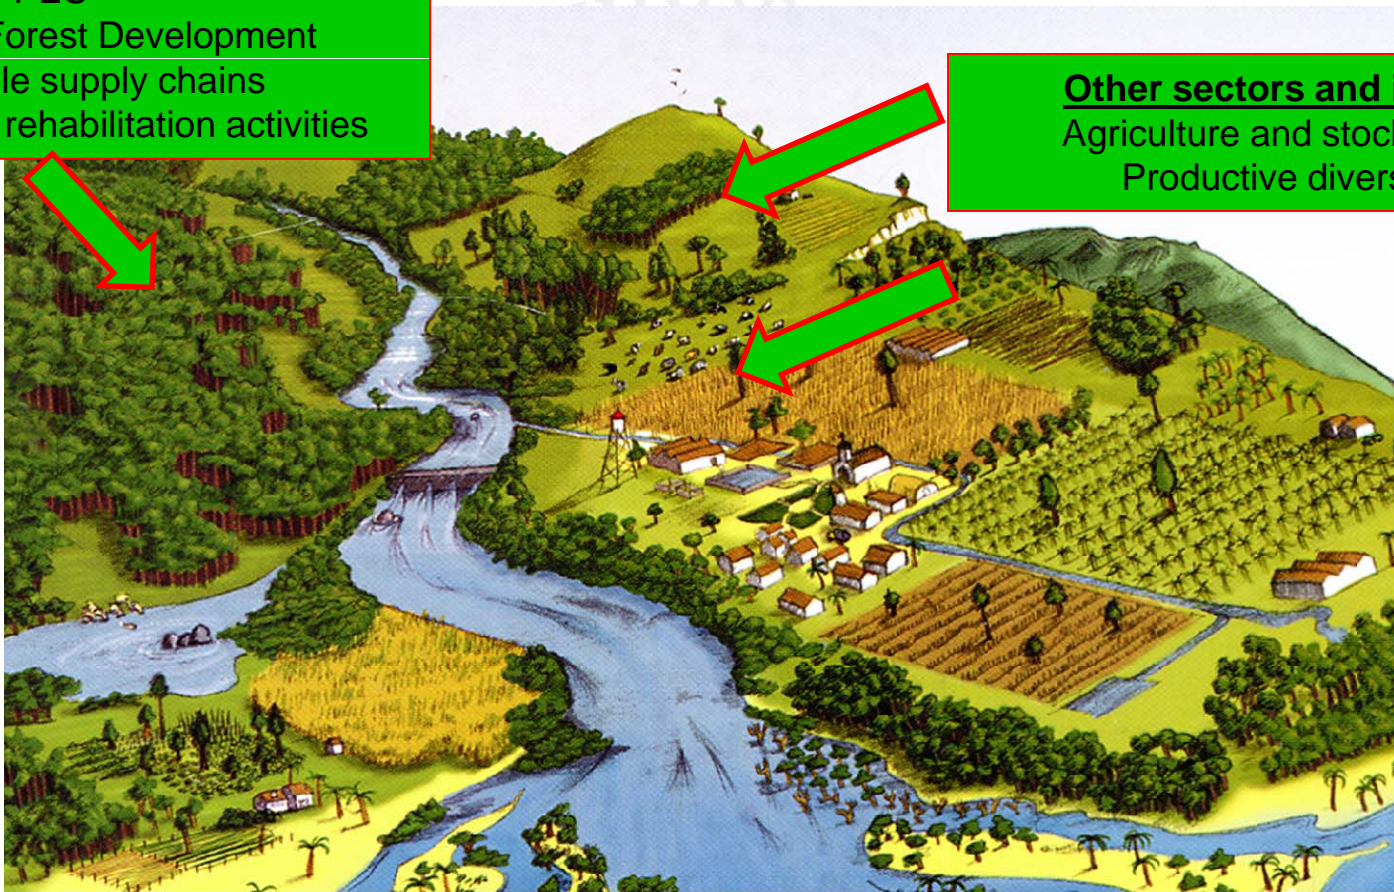 Forest Development
le supply chains
rehabilitation activities
Other sectors and
Agriculture and stoc
Productive divers